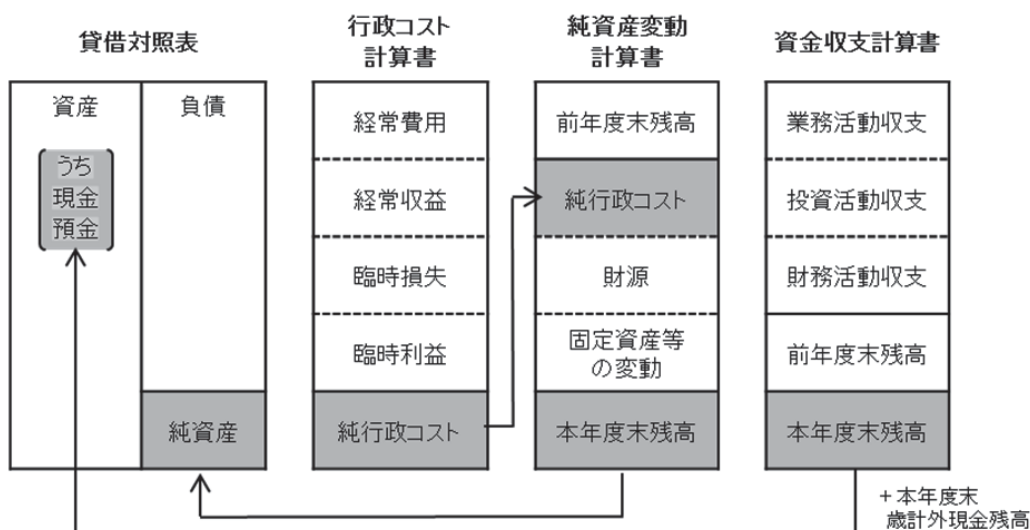 貸借対照表
資産
うち
現金
預金
負債
純資産
行政コスト
計算書
経常費用
経常収益
臨時損失
臨時利益
純行政コスト
純資産変動
計算書
前年度末残高
純行政コスト
財源
固定資産等
の変動
本年度末残高
資金収支計算書
業務活動収支
投資活動収支
財務活動収支
前年度末残高
本年度末残高
+本年度末
歳計外現金残高